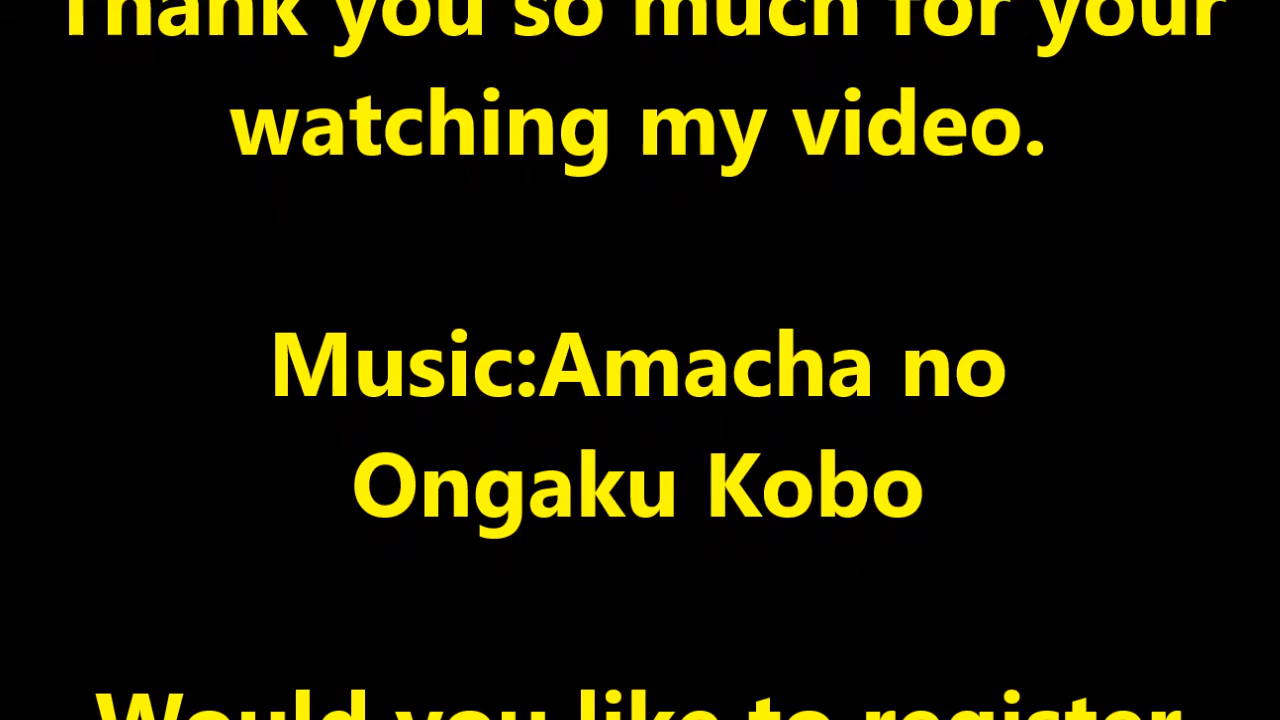 Thank you so much for your
watching my video.
Music:Amacha no
Ongaku Kobo
Would you like to register